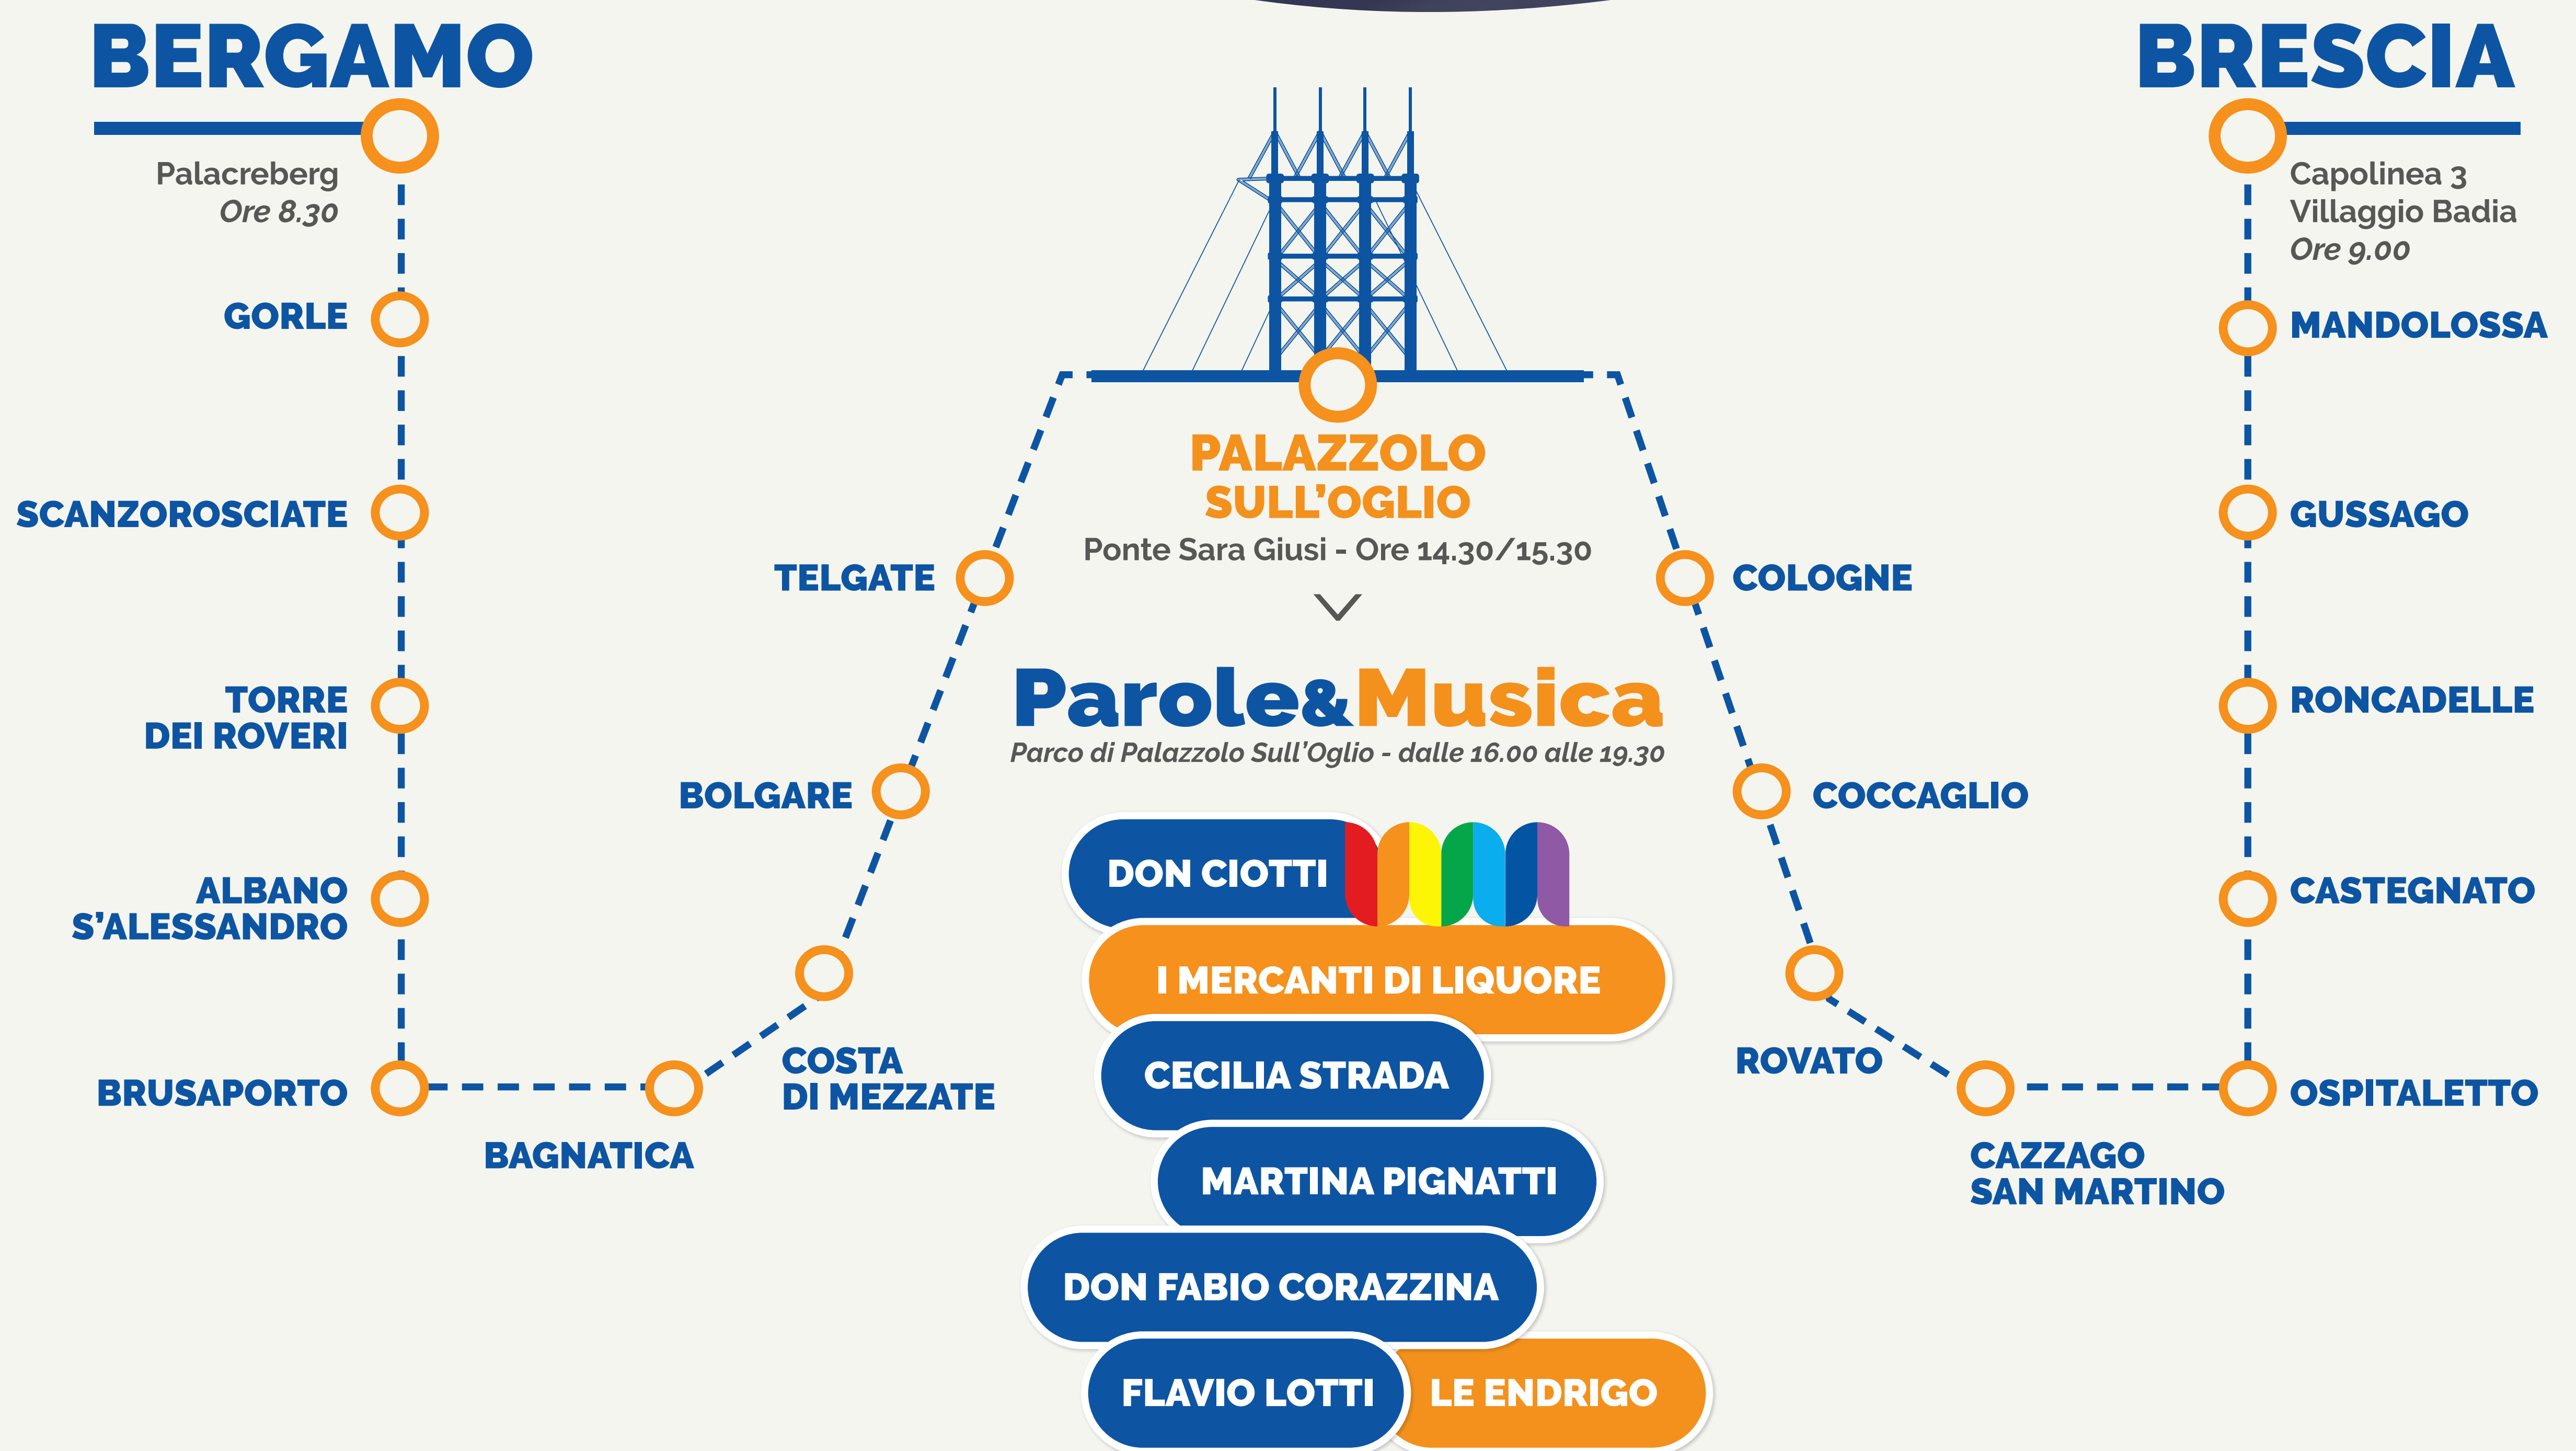 BERGAMO
Palacreberg
Ore 8.30
GORLE
SCANZOROSCIATE
TORRE
DEI ROVERI
ALBANO
S'ALESSANDRO
BRUSAPORTO
BAGNATICA
COSTA
DI MEZZATE
BOLGARE
TELGATE
PALAZZOLO
SULL'OGLIO
Ponte Sara Giusi - Ore 14.30/15.30
Parole&Musica
Parco di Palazzolo Sull'Oglio - dalle 16.00 alle 19.30
DON CIOTTI
I MERCANTI DI LIQUORE
CECILIA STRADA
MARTINA PIGNATTI
DON FABIO CORAZZINA
FLAVIO LOTTI
LE ENDRIGO
COLOGNE
COCCAGLIO
ROVATO
CAZZAGO
SAN MARTINO
BRESCIA
Capolinea 3
Villaggio Badia
Ore 9.00
MANDOLOSSA
GUSSAGO
RONCADELLE
CASTEGNATO
OSPITALETTO